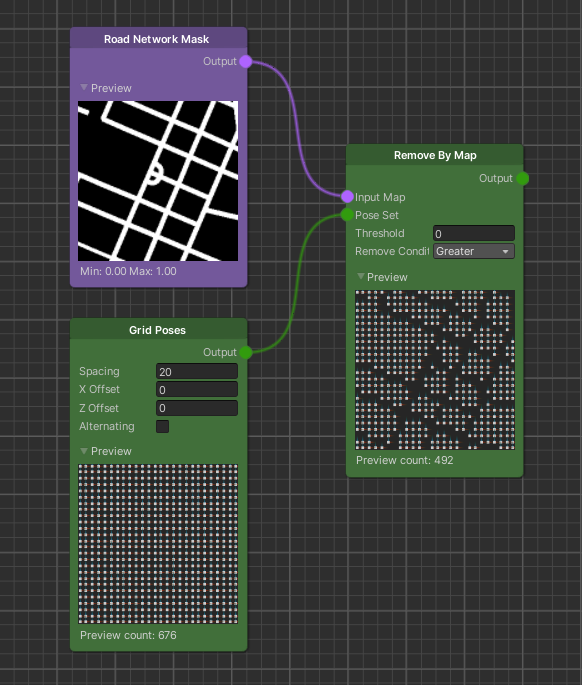 Road Network Mask
Output
Preview
Min: 0.00 Max: 1.00
Grid Poses
Output
Spacing 20
X Offset 0
Z Offset 0
Alternating
Preview
Preview count: 676
Remove By Map
Output
Input Map
Pose Set
Threshold 0
Remove Condit Greater
Preview
Preview count: 492